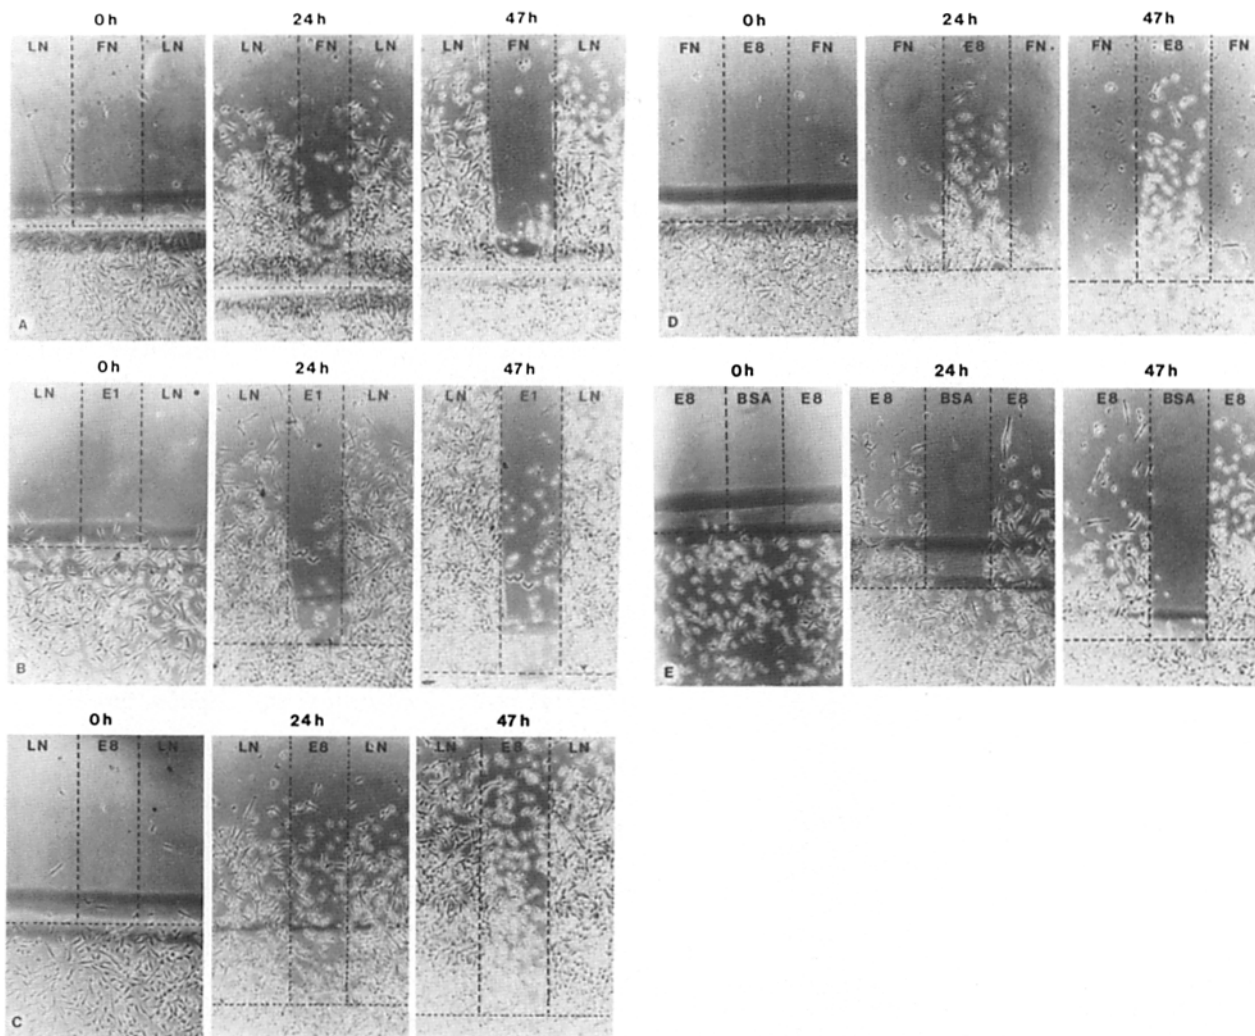 0h 24h 47h
LN FN LN LN FN LN LN FN LN
A
0h 24h 47h
LN E1 LN LN E1 LN LN E1 LN
B
0h 24h 47h
LN E8 LN LN E8 LN LN E8 LN
C
0h 24h 47h
FN E8 FN FN E8 FN FN E8 FN
D
0h 24h 47h
E8 BSA E8 E8 BSA E8 E8 BSA E8
E